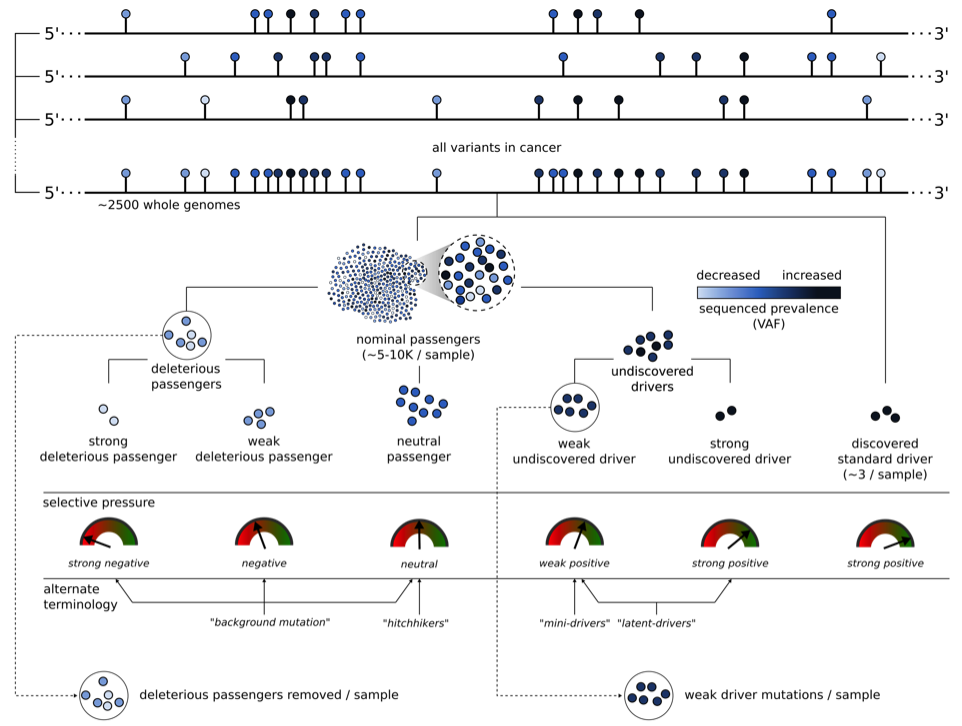 5'··· ···3'
5'··· ···3'
5'··· ···3'
all variants in cancer
5'··· ···3'
~2500 whole genomes
decreased increased
sequenced prevalence
(VAF)
nominal passengers
(~5-10K / sample)
deleterious
passengers
undiscovered
drivers
strong
deleterious passenger
weak
deleterious passenger
neutral
passenger
weak
undiscovered driver
strong
undiscovered driver
discovered
standard driver
(~3 / sample)
selective pressure
strong negative
negative
neutral
weak positive
strong positive
strong positive
alternate
terminology
"background mutation"
"hitchhikers"
"mini-drivers"
"latent-drivers"
deleterious passengers removed / sample
weak driver mutations / sample